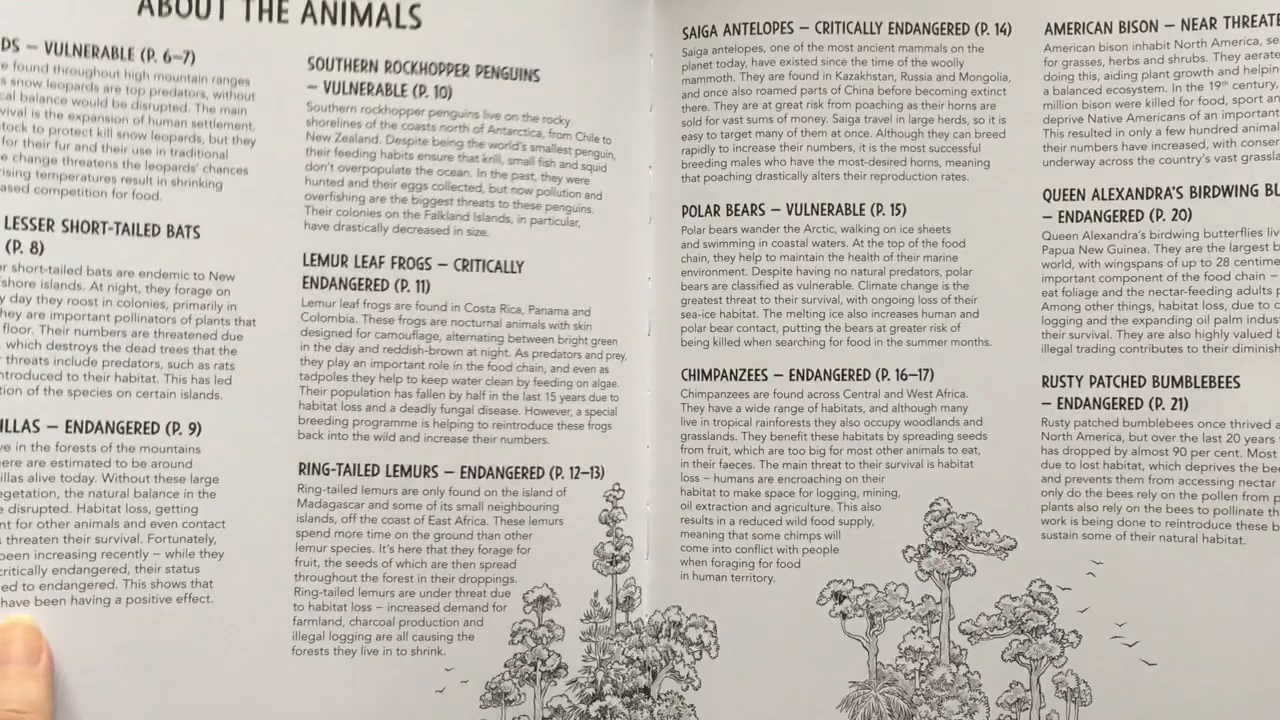 ABOUT THE ANIMALS
DS – VULNERABLE (P. 6–7)
e found throughout high mountain ranges
s snow leopards are top predators, without
cal balance would be disrupted. The main
vival is the expansion of human settlement,
tock to protect kill snow leopards, but they
for their fur and their use in traditional
e change threatens the leopards' chances
rising temperatures result in shrinking
ased competition for food.
LESSER SHORT-TAILED BATS
(P. 8)
er short-tailed bats are endemic to New
fshore islands. At night, they forage on
y day they roost in colonies, primarily in
hey are important pollinators of plants that
floor. Their numbers are threatened due
, which destroys the dead trees that the
r threats include predators, such as rats
ntroduced to their habitat. This has led
tion of the species on certain islands.
ILLAS – ENDANGERED (P. 9)
ve in the forests of the mountains
here are estimated to be around
illas alive today. Without these large
egetation, the natural balance in the
e disrupted. Habitat loss, getting
nt for other animals and even contact
s threaten their survival. Fortunately,
been increasing recently – while they
critically endangered, their status
ed to endangered. This shows that
have been having a positive effect.
SOUTHERN ROCKHOPPER PENGUINS
– VULNERABLE (P. 10)
Southern rockhopper penguins live on the rocky
shorelines of the coasts north of Antarctica, from Chile to
New Zealand. Despite being the world's smallest penguin,
their feeding habits ensure that krill, small fish and squid
don't overpopulate the ocean. In the past, they were
hunted and their eggs collected, but now pollution and
overfishing are the biggest threats to these penguins.
Their colonies on the Falkland Islands, in particular,
have drastically decreased in size.
LEMUR LEAF FROGS – CRITICALLY
ENDANGERED (P. 11)
Lemur leaf frogs are found in Costa Rica, Panama and
Colombia. These frogs are nocturnal animals with skin
designed for camouflage, alternating between bright green
in the day and reddish-brown at night. As predators and prey,
they play an important role in the food chain, and even as
tadpoles they help to keep water clean by feeding on algae.
Their population has fallen by half in the last 15 years due to
habitat loss and a deadly fungal disease. However, a special
breeding programme is helping to reintroduce these frogs
back into the wild and increase their numbers.
RING-TAILED LEMURS – ENDANGERED (P. 12–13)
Ring-tailed lemurs are only found on the island of
Madagascar and some of its small neighbouring
islands, off the coast of East Africa. These lemurs
spend more time on the ground than other
lemur species. It's here that they forage for
fruit, the seeds of which are then spread
throughout the forest in their droppings.
Ring-tailed lemurs are under threat due
to habitat loss – increased demand for
farmland, charcoal production and
illegal logging are all causing the
forests they live in to shrink.
SAIGA ANTELOPES – CRITICALLY ENDANGERED (P. 14)
Saiga antelopes, one of the most ancient mammals on the
planet today, have existed since the time of the woolly
mammoth. They are found in Kazakhstan, Russia and Mongolia,
and once also roamed parts of China before becoming extinct
there. They are at great risk from poaching as their horns are
sold for vast sums of money. Saiga travel in large herds, so it is
easy to target many of them at once. Although they can breed
rapidly to increase their numbers, it is the most successful
breeding males who have the most-desired horns, meaning
that poaching drastically alters their reproduction rates.
POLAR BEARS – VULNERABLE (P. 15)
Polar bears wander the Arctic, walking on ice sheets
and swimming in coastal waters. At the top of the food
chain, they help to maintain the health of their marine
environment. Despite having no natural predators, polar
bears are classified as vulnerable. Climate change is the
greatest threat to their survival, with ongoing loss of their
sea-ice habitat. The melting ice also increases human and
polar bear contact, putting the bears at greater risk of
being killed when searching for food in the summer months.
CHIMPANZEES – ENDANGERED (P. 16–17)
Chimpanzees are found across Central and West Africa.
They have a wide range of habitats, and although many
live in tropical rainforests they also occupy woodlands and
grasslands. They benefit these habitats by spreading seeds
from fruit, which are too big for most other animals to eat,
in their faeces. The main threat to their survival is habitat
loss – humans are encroaching on their
habitat to make space for logging, mining,
oil extraction and agriculture. This also
results in a reduced wild food supply,
meaning that some chimps will
come into conflict with people
when foraging for food
in human territory.
AMERICAN BISON – NEAR THREATE
American bison inhabit North America, se
for grasses, herbs and shrubs. They aerate
doing this, aiding plant growth and helpin
a balanced ecosystem. In the 19th century,
million bison were killed for food, sport an
deprive Native Americans of an important
This resulted in only a few hundred animal
their numbers have increased, with conser
underway across the country's vast grassla
QUEEN ALEXANDRA'S BIRDWING BU
– ENDANGERED (P. 20)
Queen Alexandra's birdwing butterflies liv
Papua New Guinea. They are the largest b
world, with wingspans of up to 28 centime
important component of the food chain –
eat foliage and the nectar-feeding adults p
Among other things, habitat loss, due to c
logging and the expanding oil palm indus
their survival. They are also highly valued b
illegal trading contributes to their diminish
RUSTY PATCHED BUMBLEBEES
– ENDANGERED (P. 21)
Rusty patched bumblebees once thrived a
North America, but over the last 20 years
has dropped by almost 90 per cent. Most
due to lost habitat, which deprives the bee
and prevents them from accessing nectar
only do the bees rely on the pollen from p
plants also rely on the bees to pollinate th
work is being done to reintroduce these b
sustain some of their natural habitat.